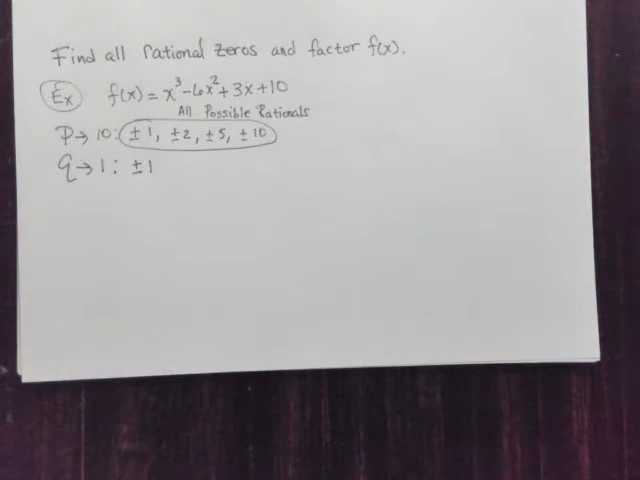 Find all rational zeros and factor f(x).
Ex f(x) = x³-6x²+3x+10
All Possible Rationals
P→ 10: ±1, ±2, ±5, ±10
q→ 1: ±1